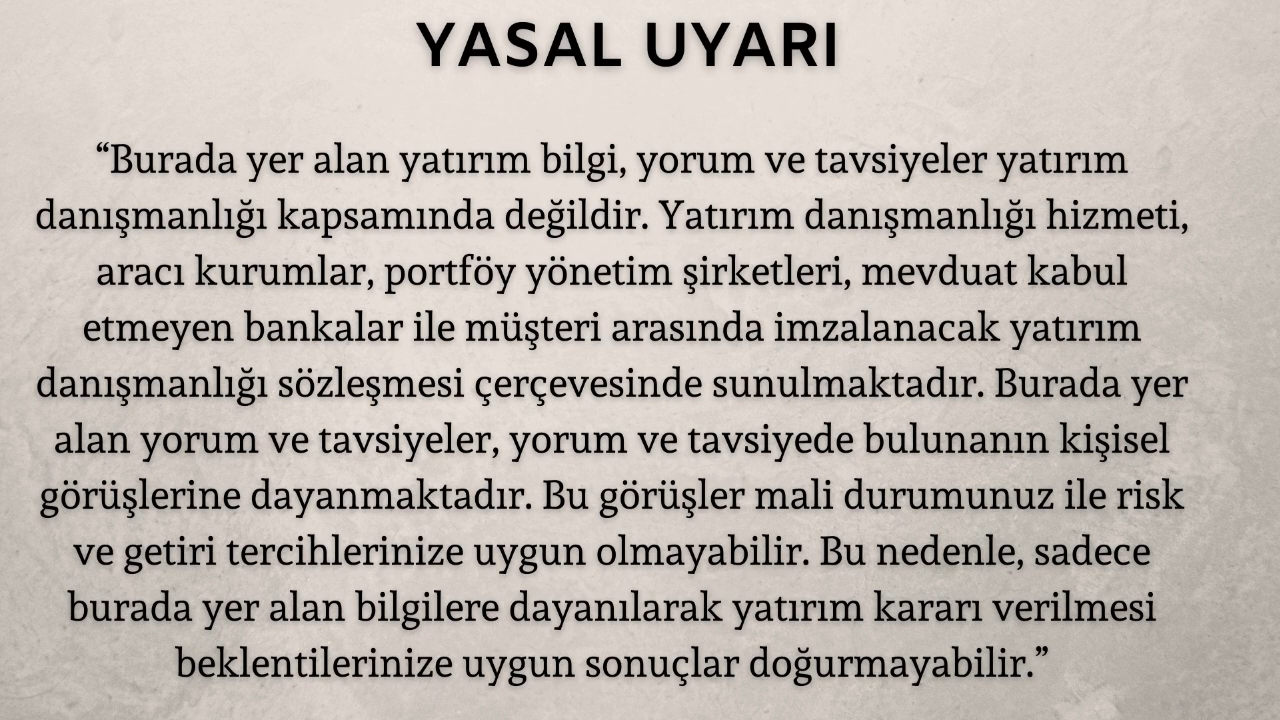 YASAL UYARI
“Burada yer alan yatırım bilgi, yorum ve tavsiyeler yatırım
danışmanlığı kapsamında değildir. Yatırım danışmanlığı hizmeti,
aracı kurumlar, portföy yönetim şirketleri, mevduat kabul
etmeyen bankalar ile müşteri arasında imzalanacak yatırım
danışmanlığı sözleşmesi çerçevesinde sunulmaktadır. Burada yer
alan yorum ve tavsiyeler, yorum ve tavsiyede bulunanın kişisel
görüşlerine dayanmaktadır. Bu görüşler mali durumunuz ile risk
ve getiri tercihlerinize uygun olmayabilir. Bu nedenle, sadece
burada yer alan bilgilere dayanılarak yatırım kararı verilmesi
beklentilerinize uygun sonuçlar doğurmayabilir.”